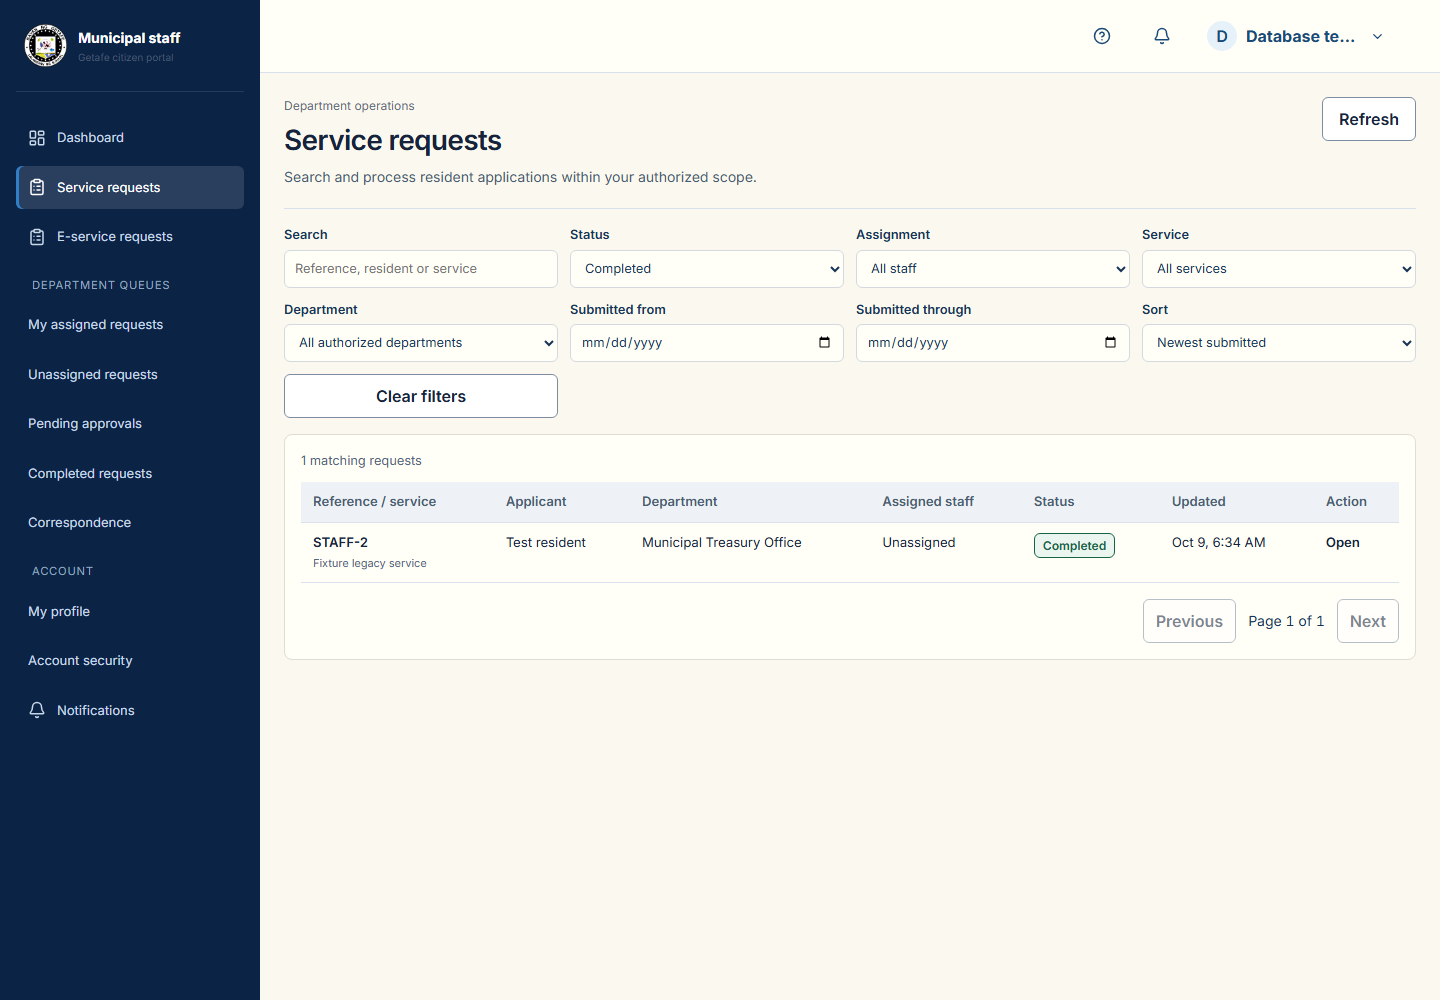 Municipal staff
Getafe citizen portal
Dashboard
Service requests
E-service requests
DEPARTMENT QUEUES
My assigned requests
Unassigned requests
Pending approvals
Completed requests
Correspondence
ACCOUNT
My profile
Account security
Notifications
D Database te...
Department operations
Service requests
Refresh
Search and process resident applications within your authorized scope.
Search Status Assignment Service
Reference, resident or service Completed All staff All services
Department Submitted from Submitted through Sort
All authorized departments mm/dd/yyyy mm/dd/yyyy Newest submitted
Clear filters
1 matching requests
Reference / service Applicant Department Assigned staff Status Updated Action
STAFF-2 Test resident Municipal Treasury Office Unassigned Completed Oct 9, 6:34 AM Open
Fixture legacy service
Previous Page 1 of 1 Next